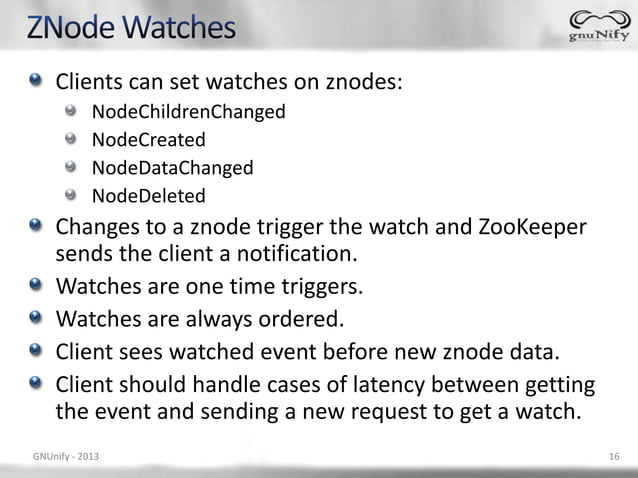 ZNode Watches
gnuNify
Clients can set watches on znodes:
NodeChildrenChanged
NodeCreated
NodeDataChanged
NodeDeleted
Changes to a znode trigger the watch and ZooKeeper
sends the client a notification.
Watches are one time triggers.
Watches are always ordered.
Client sees watched event before new znode data.
Client should handle cases of latency between getting
the event and sending a new request to get a watch.
GNUnify - 2013
16